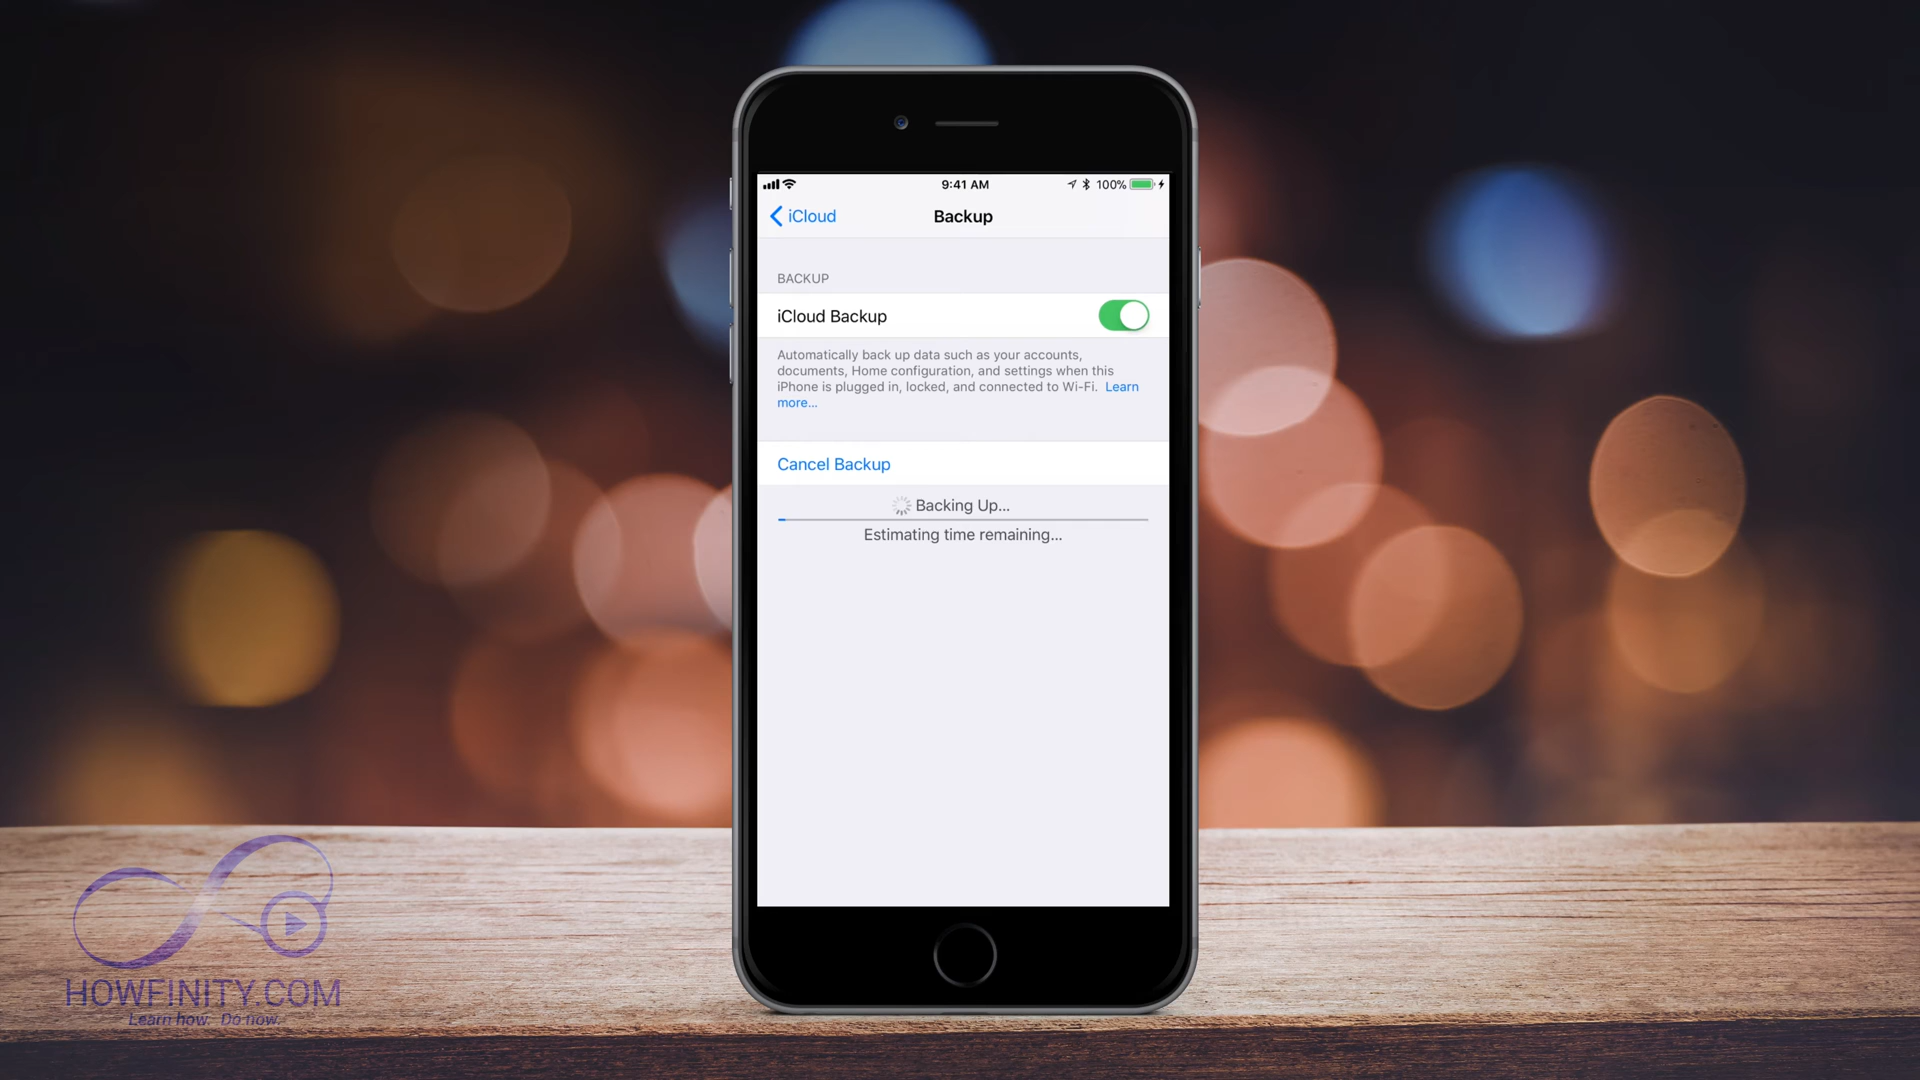 9:41 AM
100%
iCloud
Backup
BACKUP
iCloud Backup
Automatically back up data such as your accounts,
documents, Home configuration, and settings when this
iPhone is plugged in, locked, and connected to Wi-Fi. Learn
more...
Cancel Backup
Backing Up...
Estimating time remaining...
HOWFINITY.COM
Learn how. Do now.